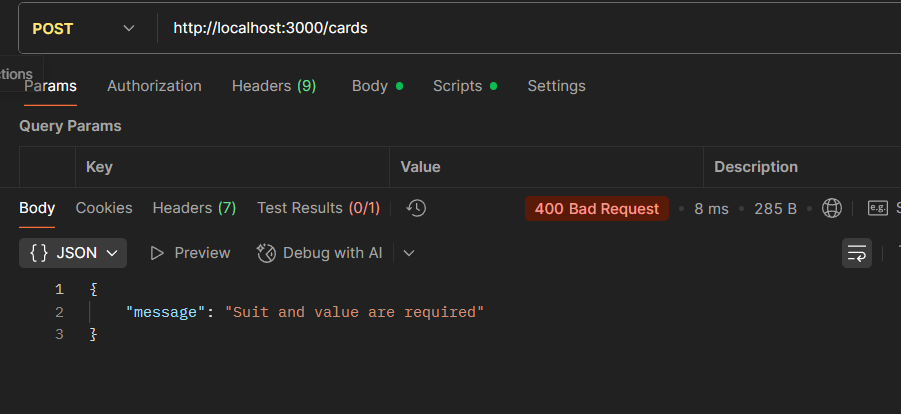 POST http://localhost:3000/cards
ctions
Params Authorization Headers (9) Body Scripts Settings
Query Params
Key Value Description
Body Cookies Headers (7) Test Results (0/1) 400 Bad Request 8 ms 285 B e.g. S
{} JSON Preview Debug with AI
1 {
2 "message": "Suit and value are required"
3 }